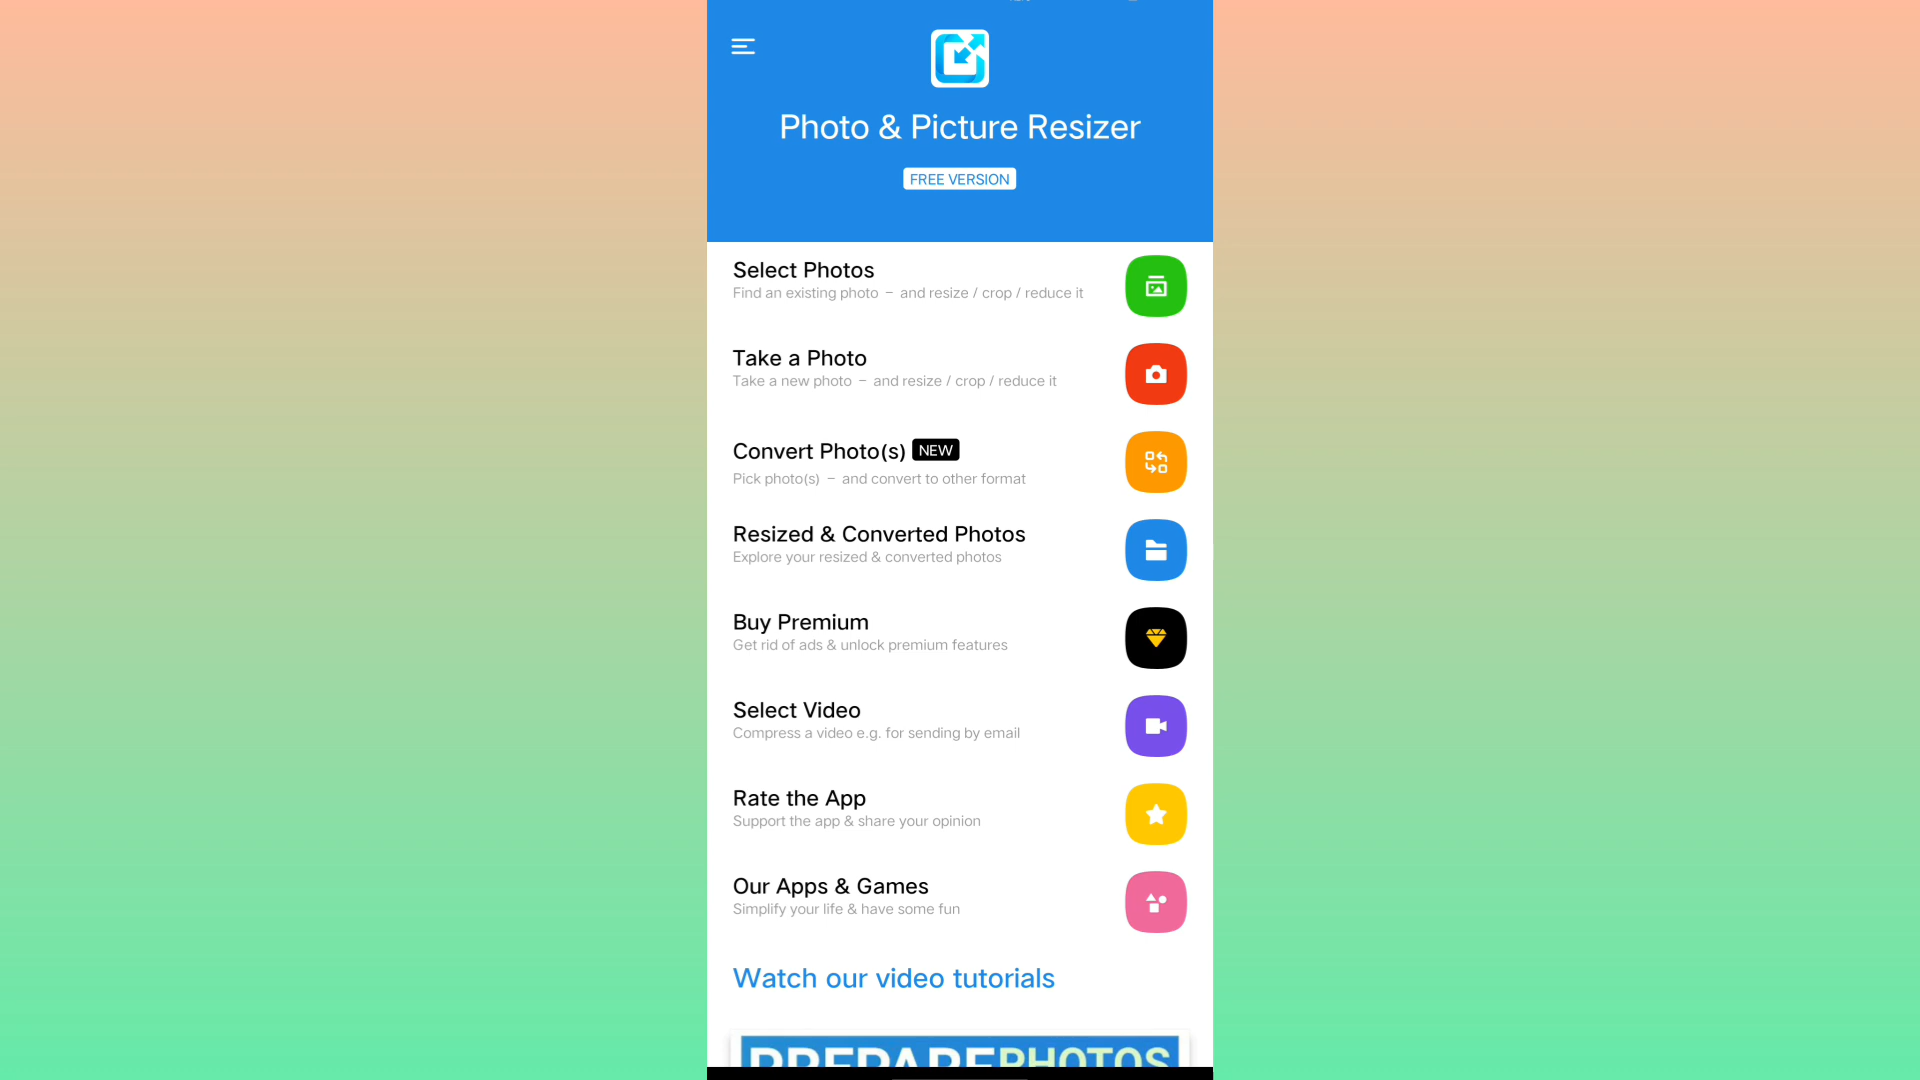 Photo & Picture Resizer
FREE VERSION
Select Photos
Find an existing photo – and resize / crop / reduce it
Take a Photo
Take a new photo – and resize / crop / reduce it
Convert Photo(s) NEW
Pick photo(s) – and convert to other format
Resized & Converted Photos
Explore your resized & converted photos
Buy Premium
Get rid of ads & unlock premium features
Select Video
Compress a video e.g. for sending by email
Rate the App
Support the app & share your opinion
Our Apps & Games
Simplify your life & have some fun
Watch our video tutorials
PREPARE PHOTOS